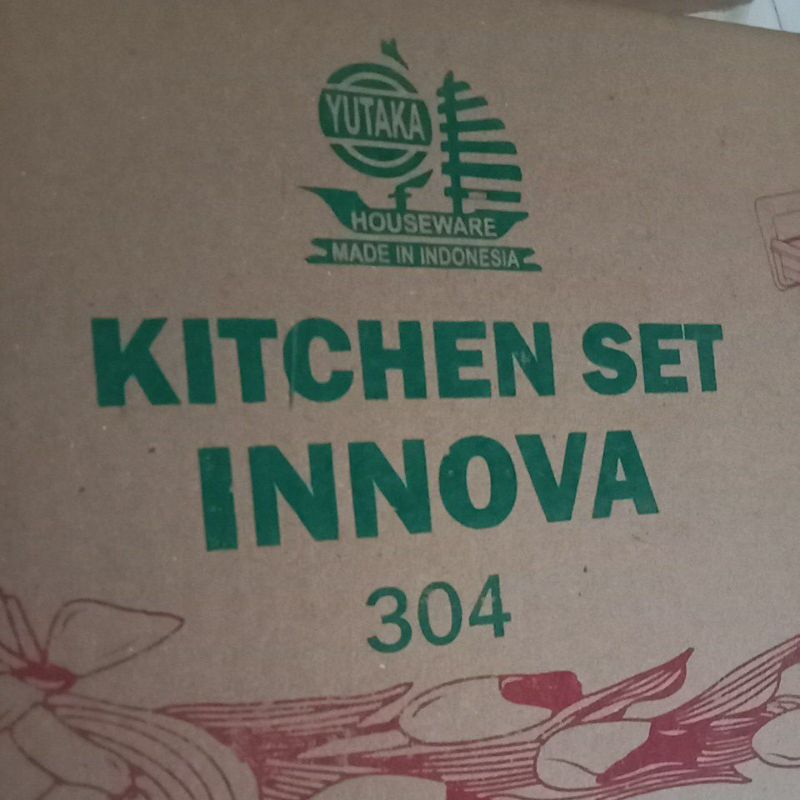 YUTAKA
HOUSEWARE
MADE IN INDONESIA
KITCHEN SET
INNOVA
304